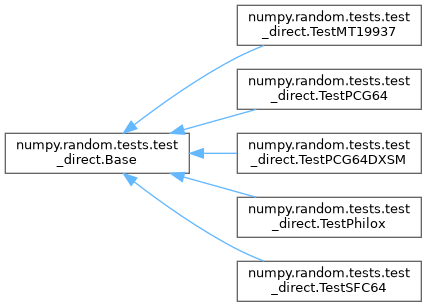 numpy.random.tests.test
_direct.TestMT19937
numpy.random.tests.test
_direct.TestPCG64
numpy.random.tests.test
_direct.Base
numpy.random.tests.test
_direct.TestPCG64DXSM
numpy.random.tests.test
_direct.TestPhilox
numpy.random.tests.test
_direct.TestSFC64